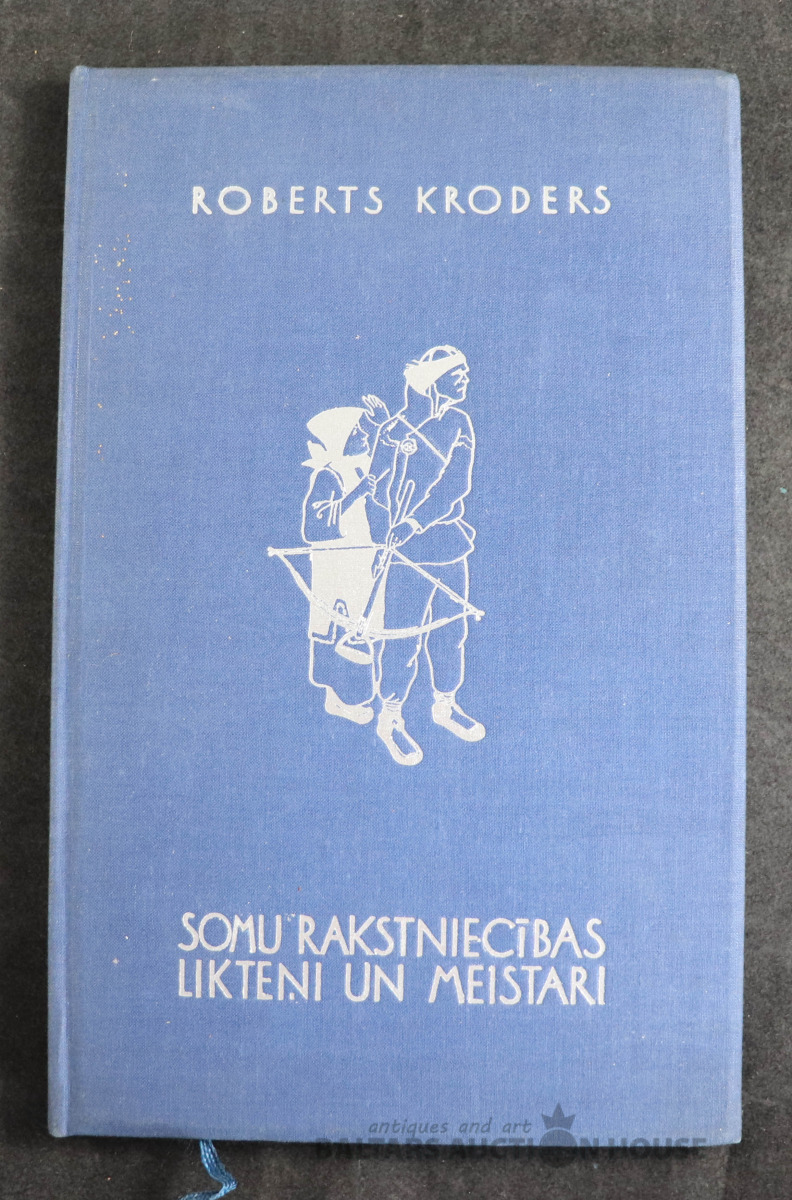 ROBERTS KRODERS
SOMU RAKSTNIECĪBAS
LIKTEŅI UN MEISTARI
antiques and art
BALTARS AUCTION HOUSE